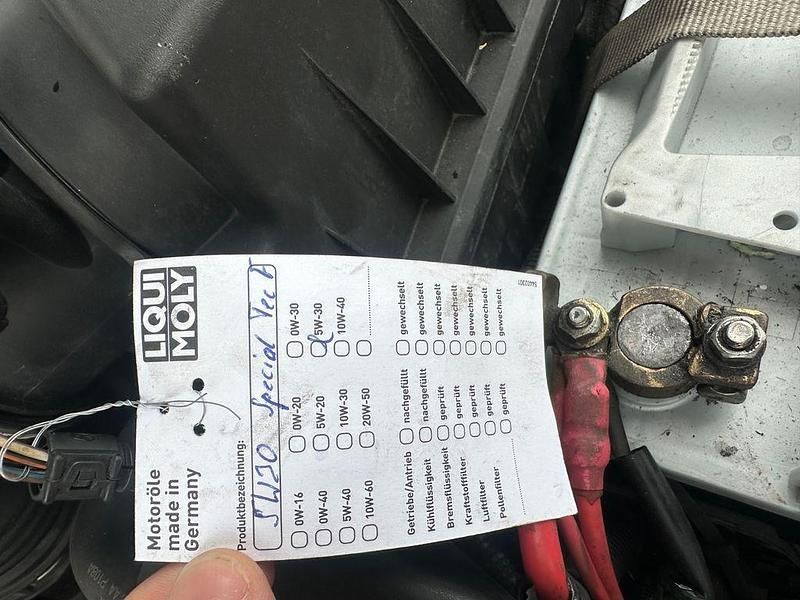 LIQUI
MOLY
Motoröle
made in
Germany
Produktbezeichnung:
5W30 Special Tec F
0W-16 0W-20 0W-30
0W-40 5W-20 5W-30
5W-40 10W-30 10W-40
10W-60 20W-50
Getriebe/Antrieb nachgefüllt gewechselt
Kühlflüssigkeit nachgefüllt gewechselt
Bremsflüssigkeit geprüft gewechselt
Kraftstofffilter geprüft gewechselt
Luftfilter geprüft gewechselt
Pollenfilter geprüft gewechselt